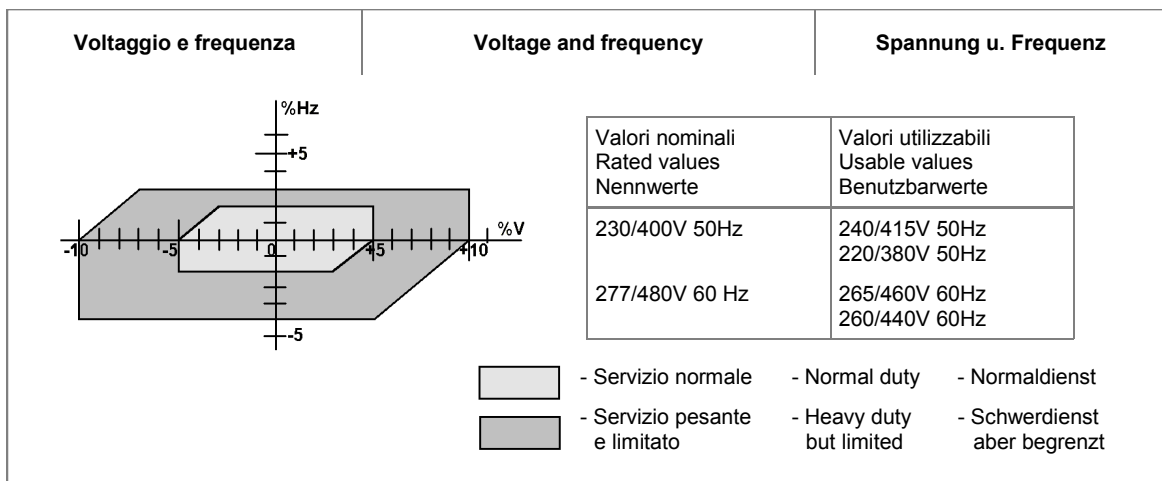 Voltaggio e frequenza
Voltage and frequency
Spannung u. Frequenz
%Hz
+5
%V
-10
-5
0
+5
+10
-5
Valori nominali
Rated values
Nennwerte
Valori utilizzabili
Usable values
Benutzbarwerte
230/400V 50Hz
240/415V 50Hz
220/380V 50Hz
277/480V 60 Hz
265/460V 60Hz
260/440V 60Hz
- Servizio normale
- Normal duty
- Normaldienst
- Servizio pesante
e limitato
- Heavy duty
but limited
- Schwerdienst
aber begrenzt